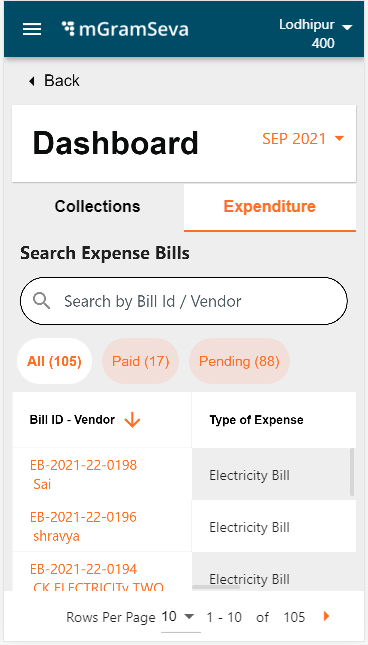 mGramSeva
Lodhipur
400
Back
Dashboard
SEP 2021
Collections
Expenditure
Search Expense Bills
Search by Bill Id / Vendor
All (105)
Paid (17)
Pending (88)
Bill ID - Vendor
Type of Expense
EB-2021-22-0198
Sai
Electricity Bill
EB-2021-22-0196
shravya
Electricity Bill
EB-2021-22-0194
CK ELECTRICITy TWO
Electricity Bill
Rows Per Page 10 1 - 10 of 105